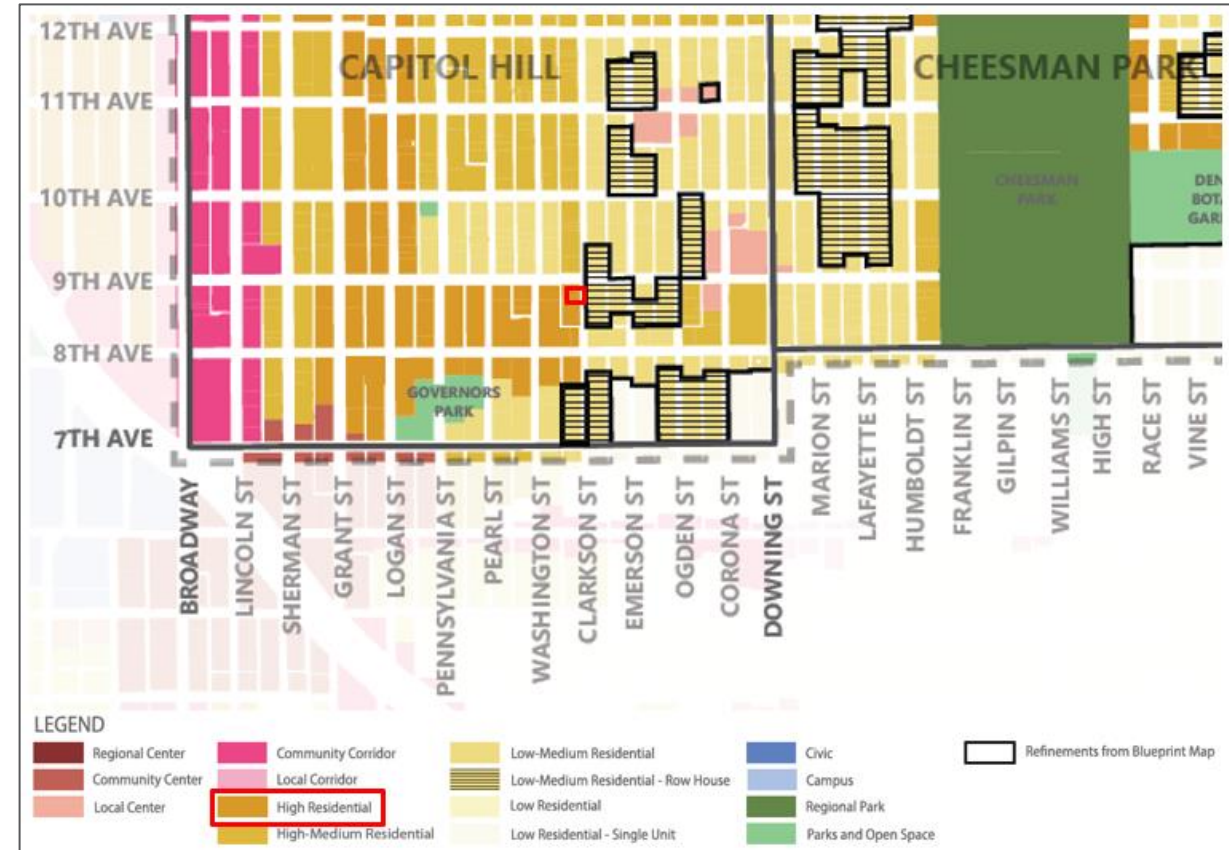 12TH AVE
CAPITOL HILL
CHEESMAN PARK
11TH AVE
10TH AVE
CHEESMAN
PARK
DEN
BOTA
GAR
9TH AVE
8TH AVE
GOVERNORS
PARK
7TH AVE
BROADWAY
LINCOLN ST
SHERMAN ST
GRANT ST
LOGAN ST
PENNSYLVANIA ST
PEARL ST
WASHINGTON ST
CLARKSON ST
EMERSON ST
OGDEN ST
CORONA ST
DOWNING ST
MARION ST
LAFAYETTE ST
HUMBOLDT ST
FRANKLIN ST
GILPIN ST
WILLIAMS ST
HIGH ST
RACE ST
VINE ST
LEGEND
Regional Center
Community Center
Local Center
Community Corridor
Local Corridor
High Residential
High-Medium Residential
Low-Medium Residential
Low-Medium Residential - Row House
Low Residential
Low Residential - Single Unit
Civic
Campus
Regional Park
Parks and Open Space
Refinements from Blueprint Map